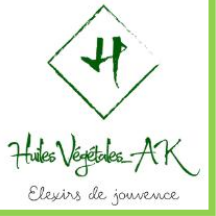 H
Huiles Végétales_AK
Elexirs de jouvence